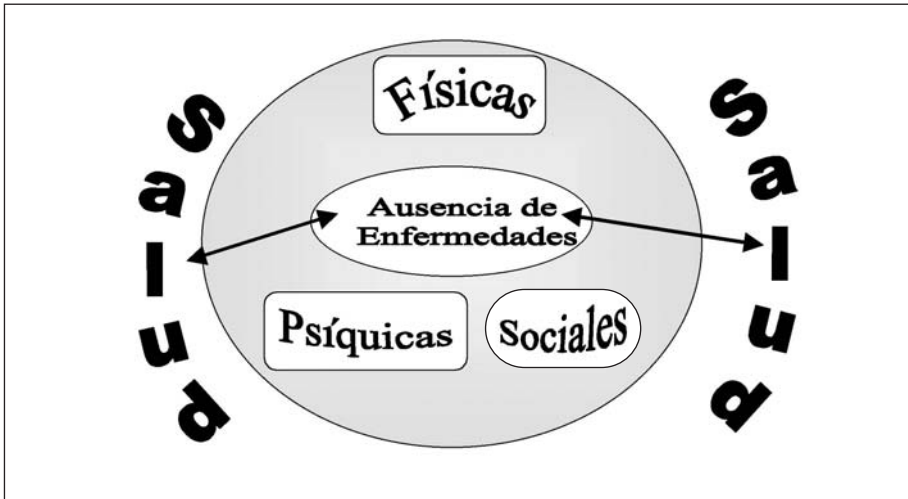 Salud
Físicas
Salud
Ausencia de
Enfermedades
Psíquicas
Sociales